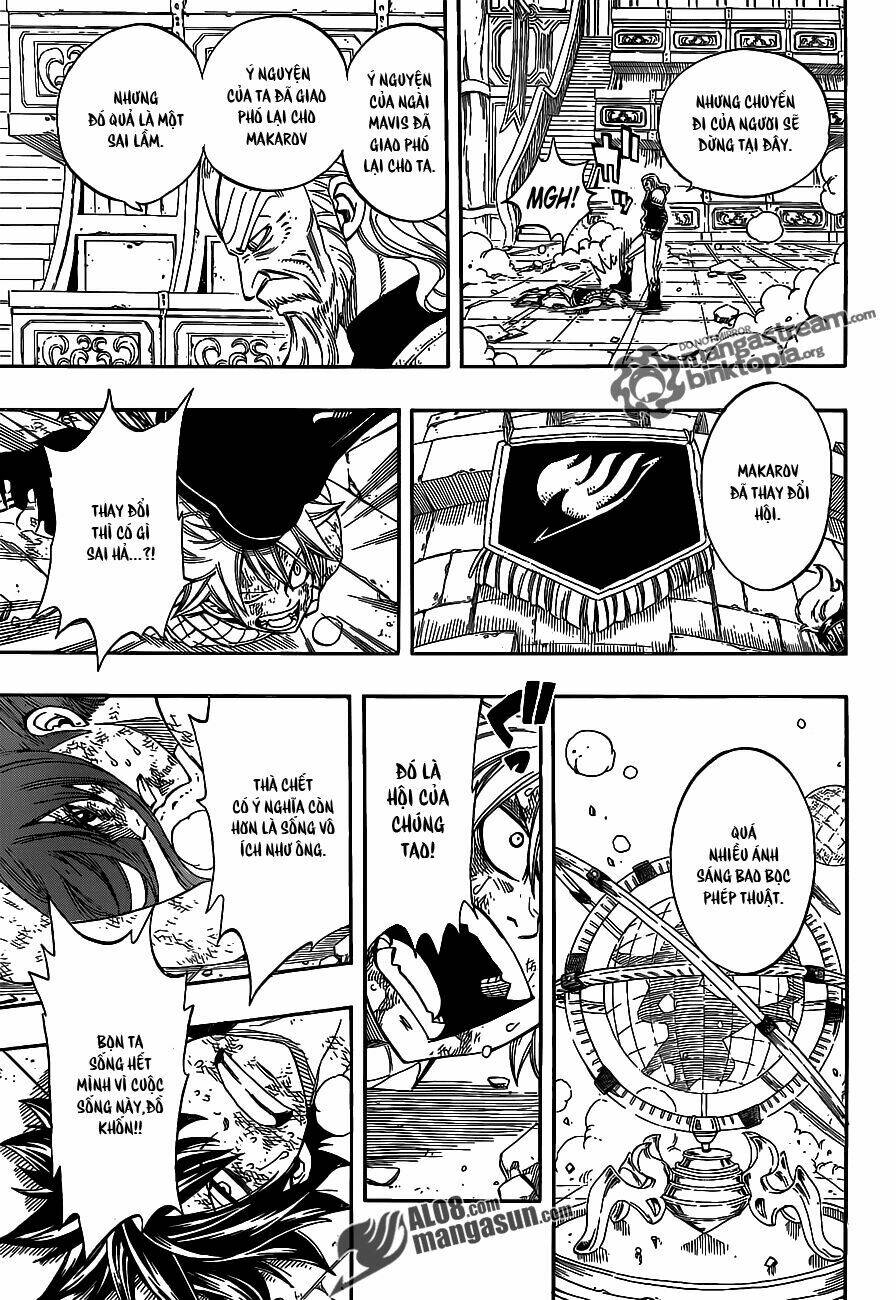 NHƯNG CHUYẾN
ĐI CỦA NGƯƠI SẼ
DỪNG TẠI ĐÂY.
MGH!
DO NOT MIRROR
mangastream.com
binktopia.org
Ý NGUYỆN
CỦA NGÀI
MAVIS ĐÃ
GIAO PHÓ
LẠI CHO TA.
Ý NGUYỆN
CỦA TA ĐÃ GIAO
PHÓ LẠI CHO
MAKAROV
NHƯNG
ĐÓ QUẢ LÀ MỘT
SAI LẦM.
MAKAROV
ĐÃ THAY ĐỔI
HỘI.
THAY ĐỔI
THÌ CÓ GÌ
SAI HẢ...?!
QUÁ
NHIỀU ÁNH
SÁNG BAO BỌC
PHÉP THUẬT.
ĐÓ LÀ
HỘI CỦA
CHÚNG
TAO!
THÀ CHẾT
CÓ Ý NGHĨA CÒN
HƠN LÀ SỐNG VÔ
ÍCH NHƯ ÔNG.
BỌN TA
SỐNG HẾT
MÌNH VÌ CUỘC
SỐNG NÀY,ĐỒ
KHỐN!!
AL08.com
mangasun.com